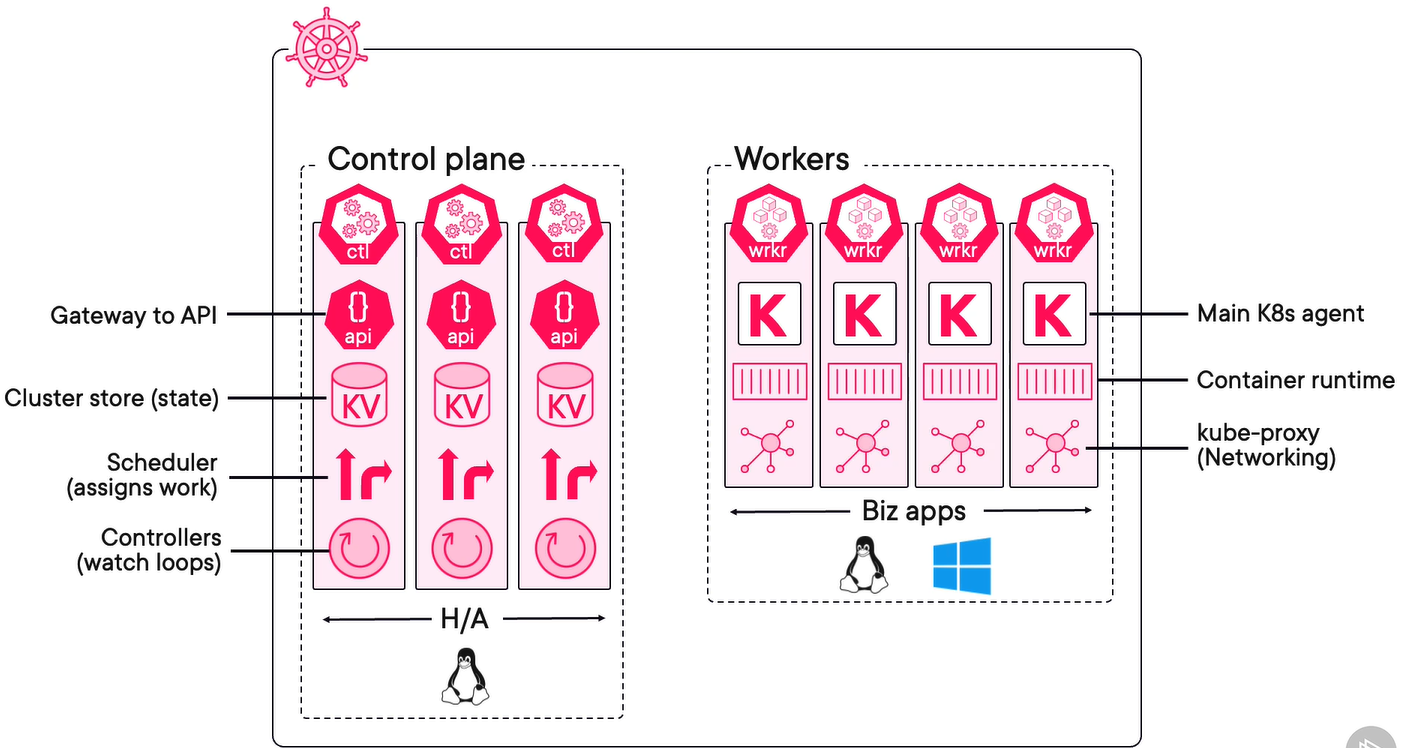 Control plane
Workers
ctl
ctl
ctl
wrkr
wrkr
wrkr
wrkr
Gateway to API
{}
api
{}
api
{}
api
K
K
K
K
Main K8s agent
Cluster store (state)
KV
KV
KV
Container runtime
Scheduler
(assigns work)
kube-proxy
(Networking)
Controllers
(watch loops)
Biz apps
H/A